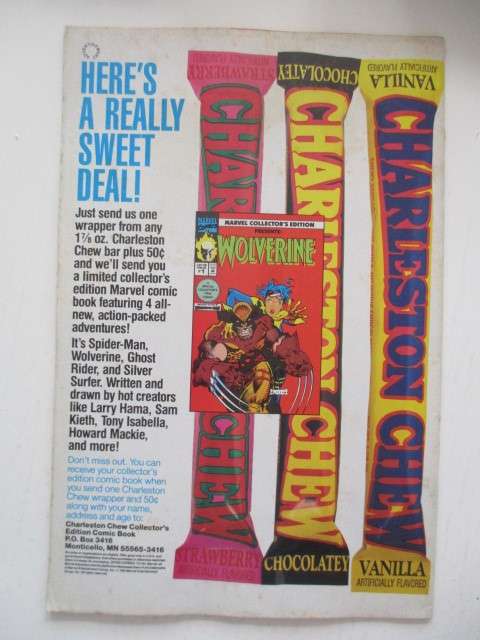 HERE'S
A REALLY
SWEET
DEAL!
Just send us one
wrapper from any
1⅞ oz. Charleston
Chew bar plus 50¢
and we'll send you
a limited collector's
edition Marvel comic
book featuring 4 all-
new, action-packed
adventures!
It's Spider-Man,
Wolverine, Ghost
Rider, and Silver
Surfer. Written and
drawn by hot creators
like Larry Hama, Sam
Kieth, Tony Isabella,
Howard Mackie,
and more!
Don't miss out. You can
receive your collector's
edition comic book when
you send one Charleston
Chew wrapper and 50¢
along with your name,
address and age to:
Charleston Chew Collector's
Edition Comic Book
P.O. Box 3416
Monticello, MN 55565-3416
STRAWBERRY
ARTIFICIALLY FLAVORED
CHARLESTON CHEW
STRAWBERRY
CHOCOLATEY
CHARLESTON CHEW
CHOCOLATEY
VANILLA
ARTIFICIALLY FLAVORED
CHARLESTON CHEW
VANILLA
ARTIFICIALLY FLAVORED
MARVEL COLLECTOR'S EDITION
PRESENTS:
WOLVERINE
MARVEL
#1